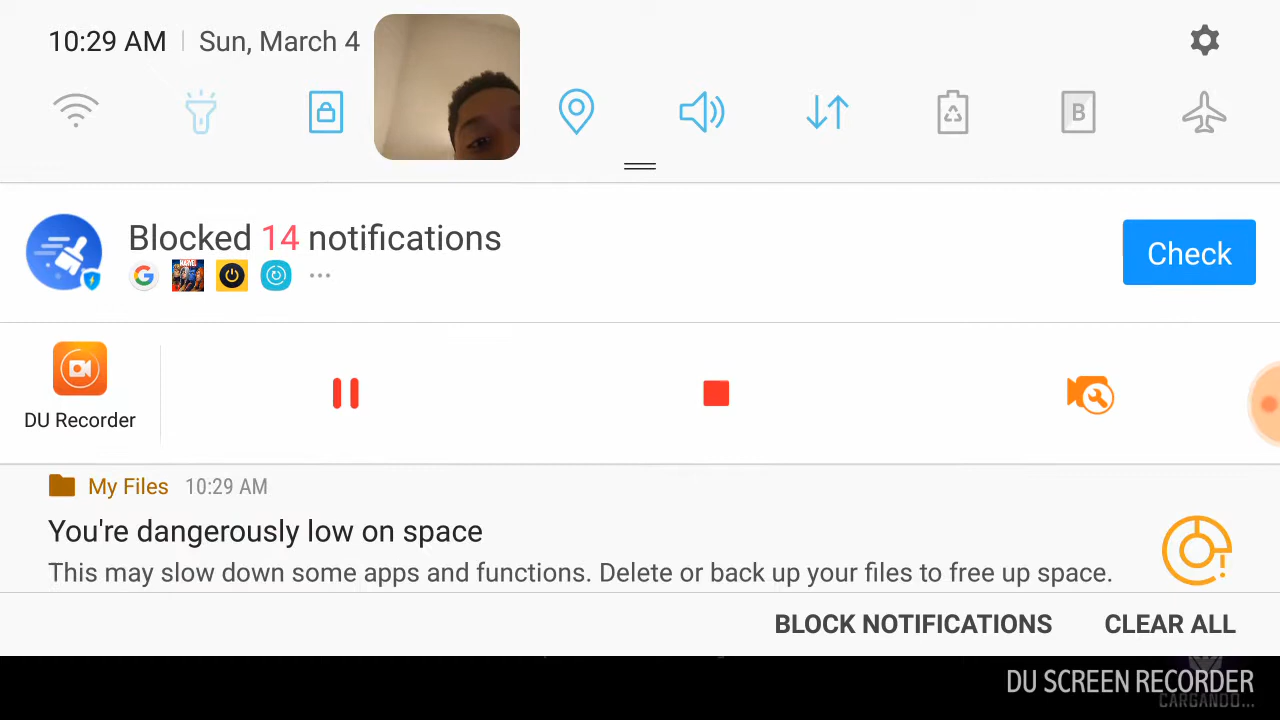 10:29 AM | Sun, March 4
B
Blocked 14 notifications
G
MARVEL
Check
DU Recorder
My Files 10:29 AM
You're dangerously low on space
This may slow down some apps and functions. Delete or back up your files to free up space.
BLOCK NOTIFICATIONS CLEAR ALL
DU SCREEN RECORDER
CARGANDO...